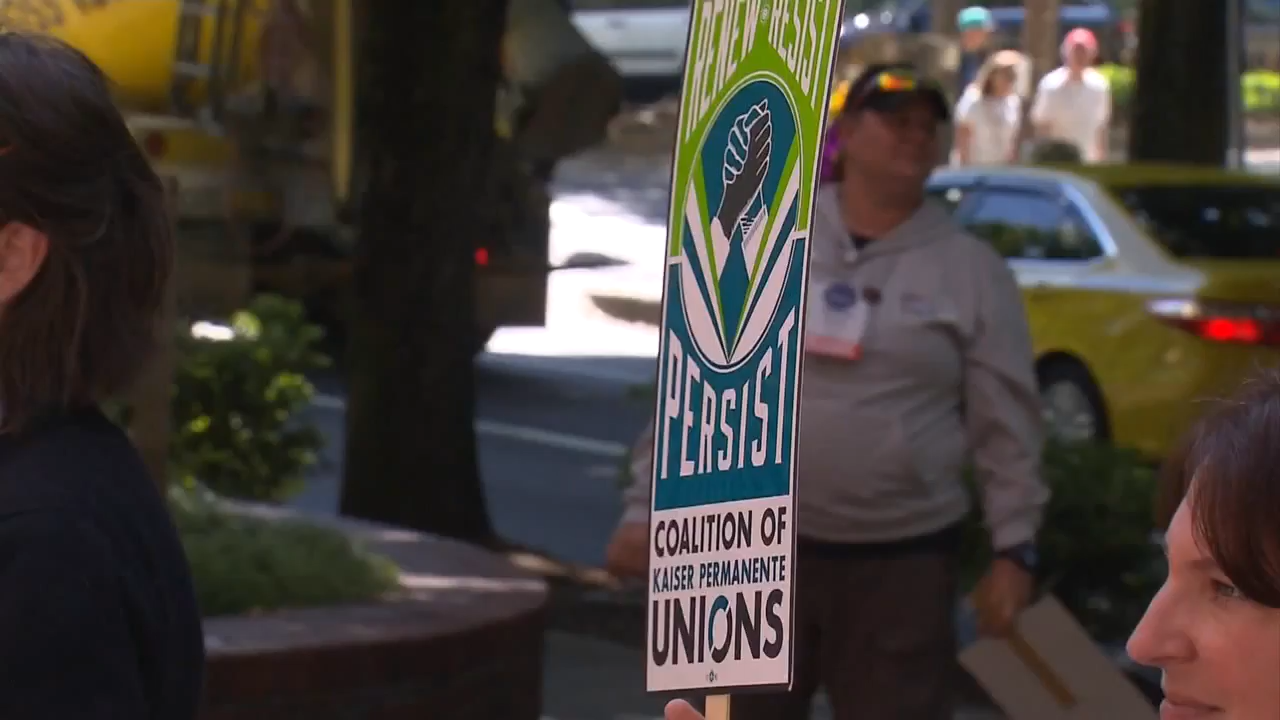 RENEW • RESIST
PERSIST
COALITION OF
KAISER PERMANENTE
UNIONS